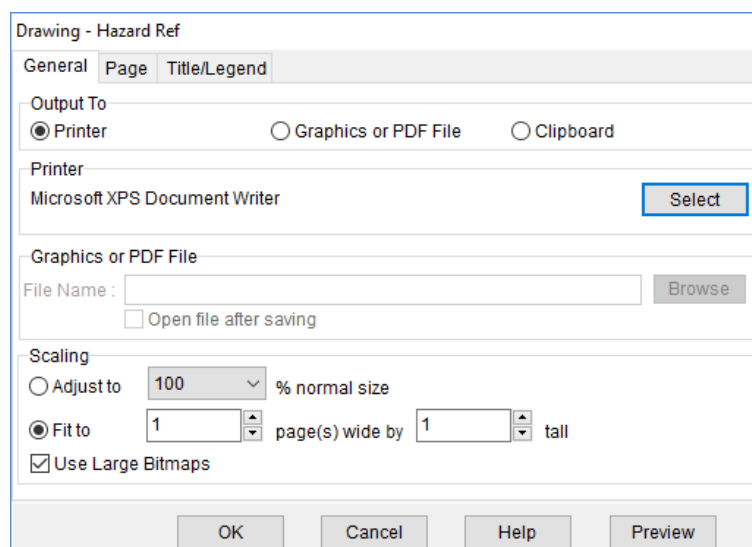 Drawing - Hazard Ref
General Page Title/Legend
Output To
Printer Graphics or PDF File Clipboard
Printer
Microsoft XPS Document Writer Select
Graphics or PDF File
File Name : Browse
Open file after saving
Scaling
Adjust to 100 % normal size
Fit to 1 page(s) wide by 1 tall
Use Large Bitmaps
OK Cancel Help Preview